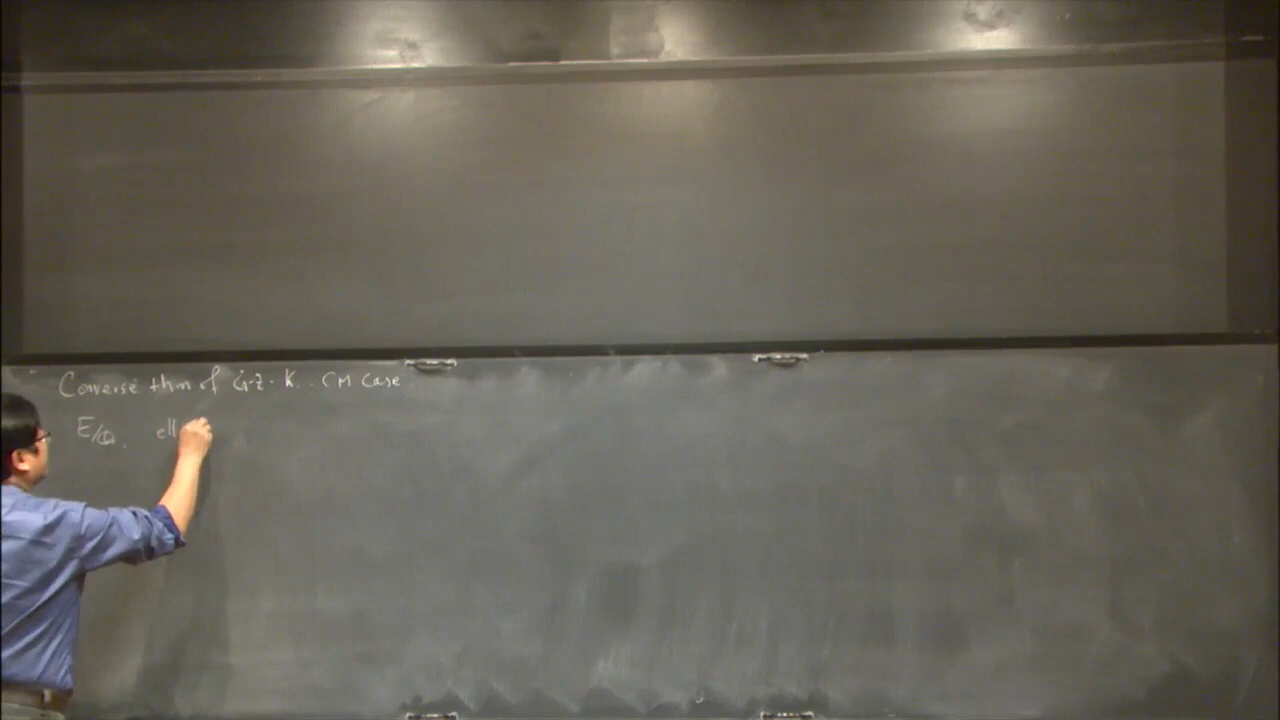 Converse thm of G-Z. K.. CM case
E/ℚ. ell